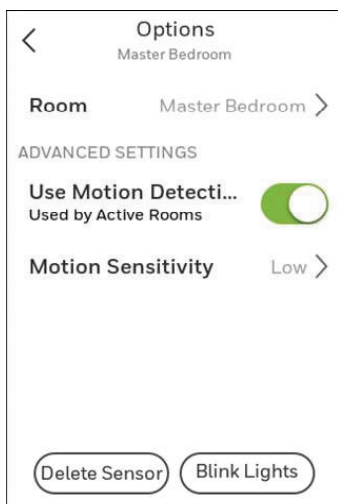 Options
Master Bedroom
Room Master Bedroom
ADVANCED SETTINGS
Use Motion Detecti...
Used by Active Rooms
Motion Sensitivity Low
Delete Sensor Blink Lights